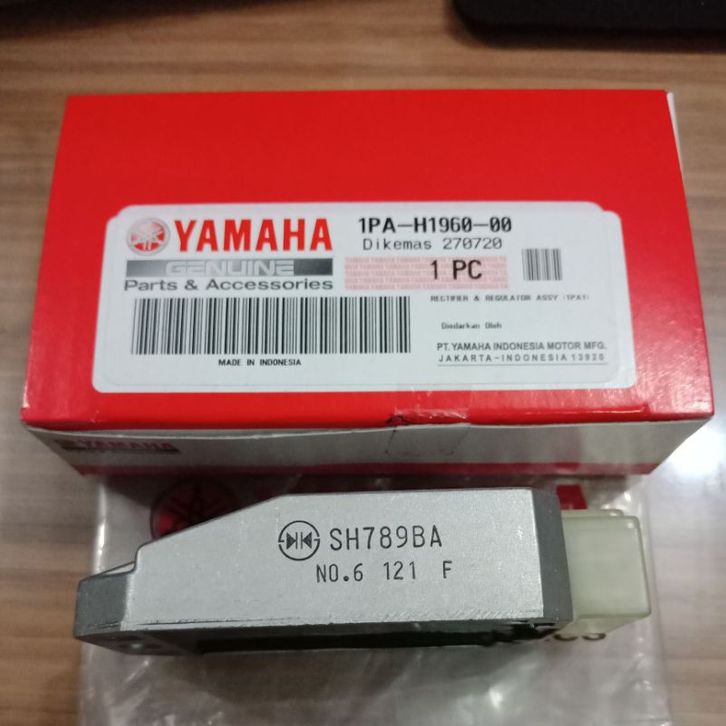 YAMAHA
GENUINE
Parts & Accessories
1PA-H1960-00
Dikemas 270720
1 PC
RECTIFIER & REGULATOR ASSY (1PA1)
Diedarkan Oleh
PT. YAMAHA INDONESIA MOTOR MFG.
JAKARTA-INDONESIA 13920
MADE IN INDONESIA
YAMAHA
SH789BA
NO.6 121 F